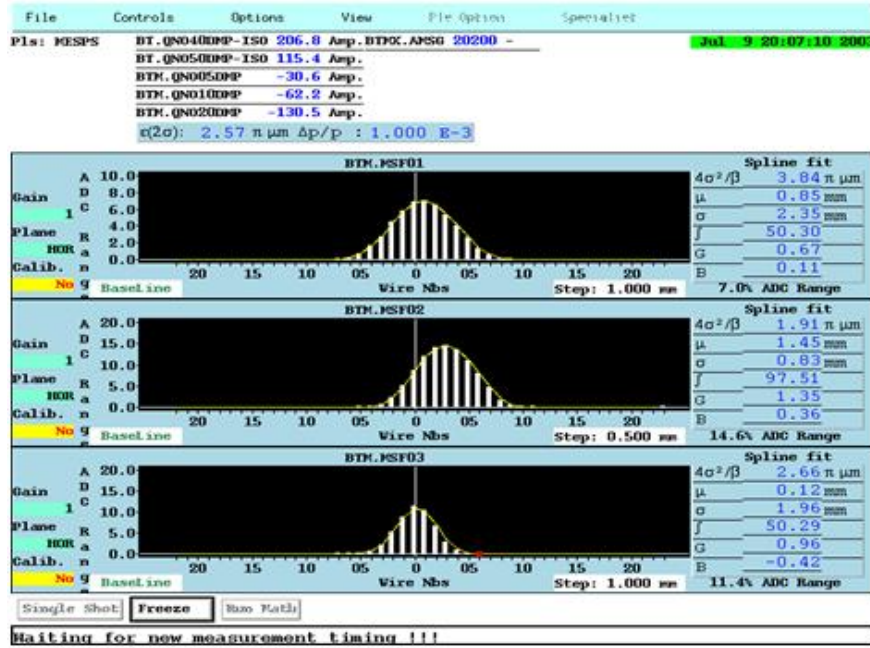 File Controls Options View Ple Option Specialist
Pls: MESPS BT.QNO40DMP-ISO 206.8 Amp. BTMX.AMSG 20200 - Jul 9 20:07:10 2003
BT.QNO50DMP-ISO 115.4 Amp.
BTM.QNO05DMP -30.6 Amp.
BTM.QNO10DMP -62.2 Amp.
BTM.QNO20DMP -130.5 Amp.
ε(2σ): 2.57 π μm Δp/p : 1.000 E-3
BTM.MSF01 Spline fit
Gain 1
Plane HOR
Calib. No
ADC Range
10.0
8.0
6.0
4.0
2.0
0.0
20 15 10 05 0 05 10 15 20
BaseLine Wire Nbs Step: 1.000 mm
4σ²/β 3.84 π μm
μ 0.85 mm
σ 2.35 mm
∫ 50.30
G 0.67
B 0.11
7.0% ADC Range
BTM.MSF02 Spline fit
Gain 1
Plane HOR
Calib. No
ADC Range
20.0
15.0
10.0
5.0
0.0
20 15 10 05 0 05 10 15 20
BaseLine Wire Nbs Step: 0.500 mm
4σ²/β 1.91 π μm
μ 1.45 mm
σ 0.83 mm
∫ 97.51
G 1.35
B 0.36
14.6% ADC Range
BTM.MSF03 Spline fit
Gain 1
Plane HOR
Calib. No
ADC Range
20.0
15.0
10.0
5.0
0.0
20 15 10 05 0 05 10 15 20
BaseLine Wire Nbs Step: 1.000 mm
4σ²/β 2.66 π μm
μ 0.12 mm
σ 1.96 mm
∫ 50.29
G 0.96
B -0.42
11.4% ADC Range
Single Shot Freeze Run Math
Waiting for new measurement timing !!!